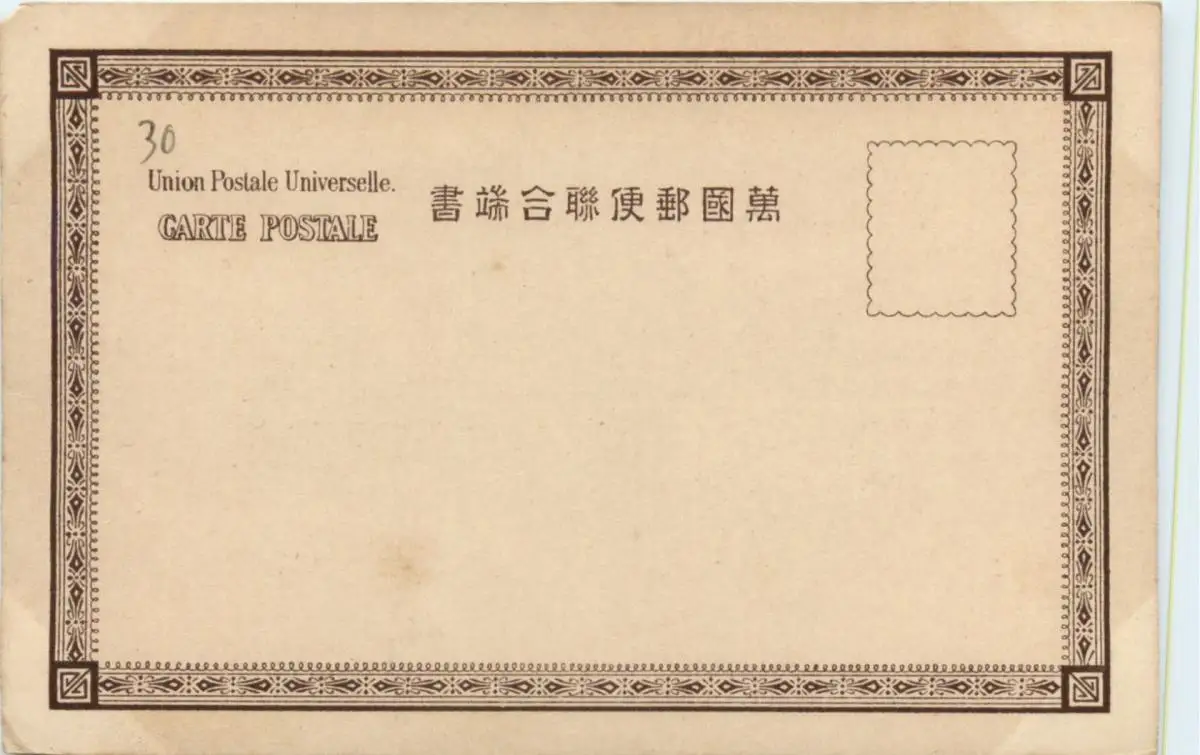 30
Union Postale Universelle.
CARTE POSTALE
萬國郵便聯合端書